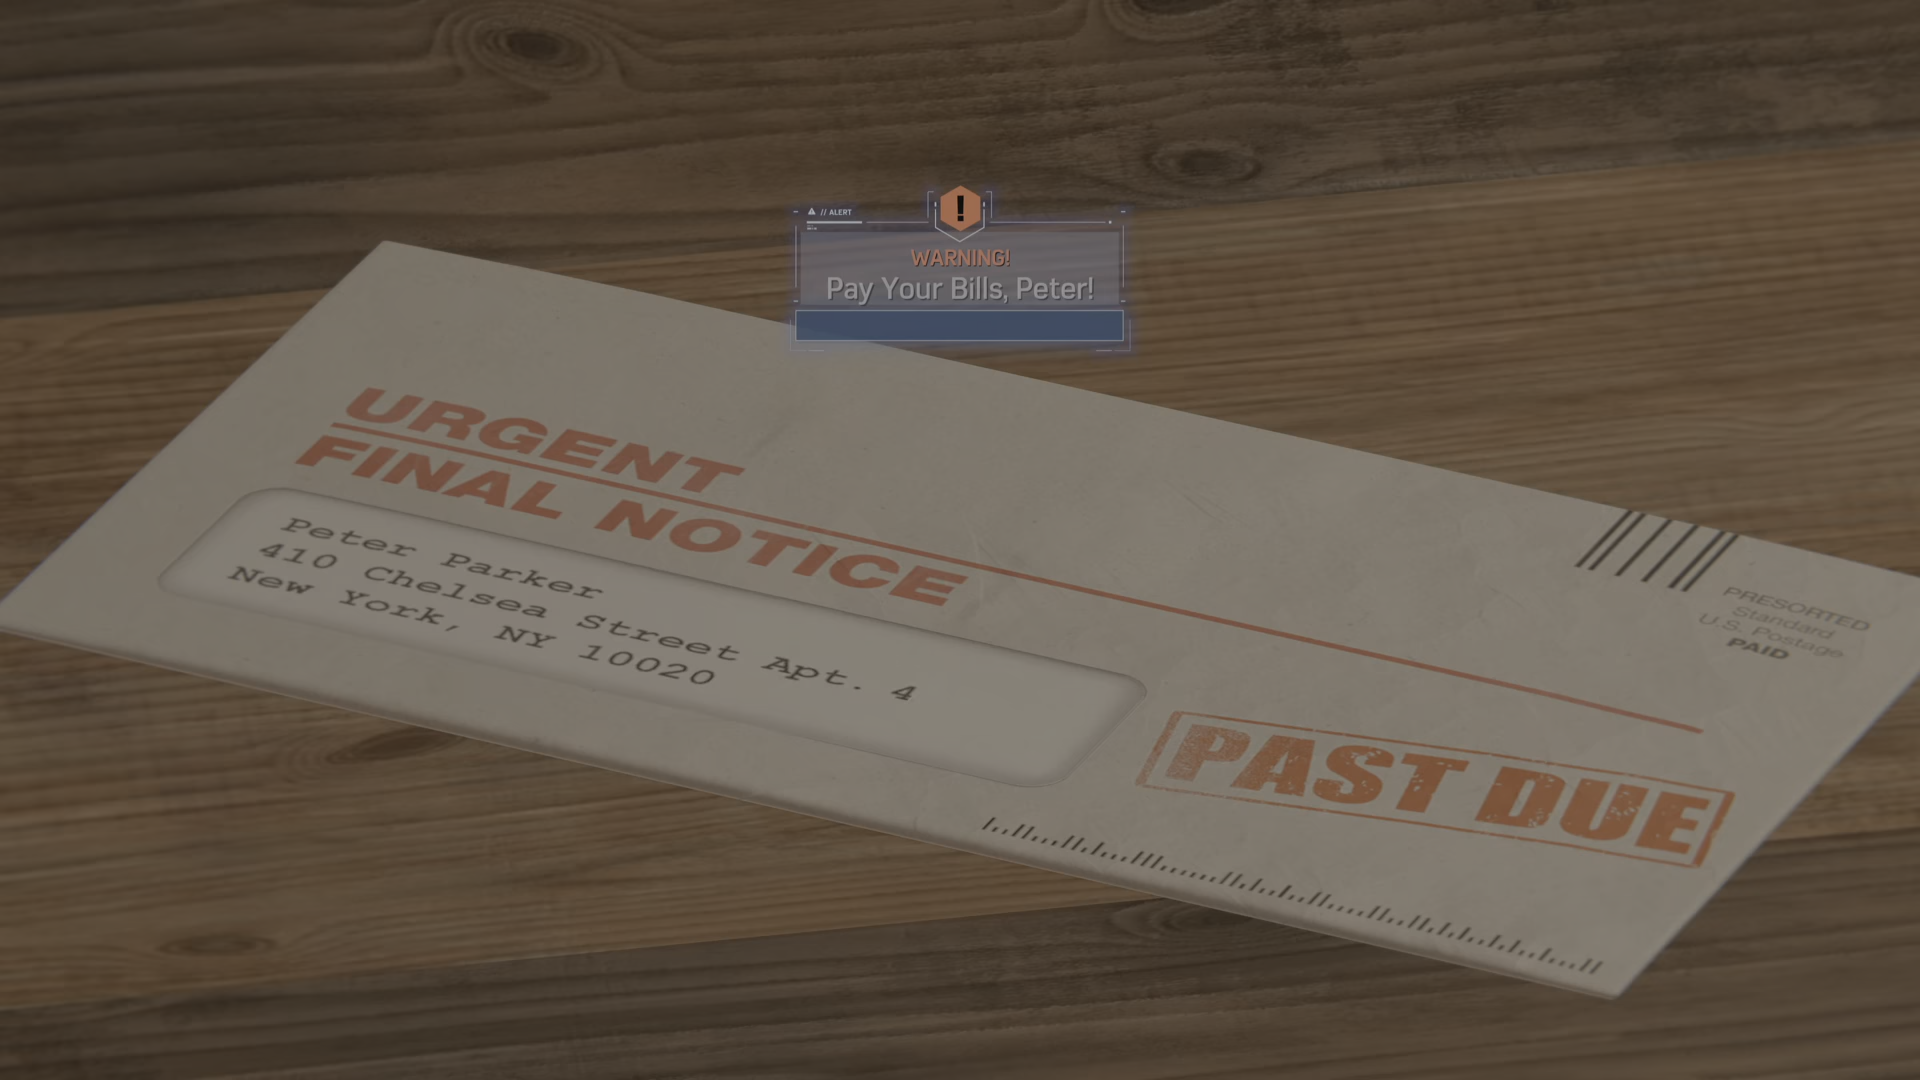 // ALERT
!
WARNING!
Pay Your Bills, Peter!
URGENT
FINAL NOTICE
Peter Parker
410 Chelsea Street Apt. 4
New York, NY 10020
PRESORTED
Standard
U.S. Postage
PAID
PAST DUE